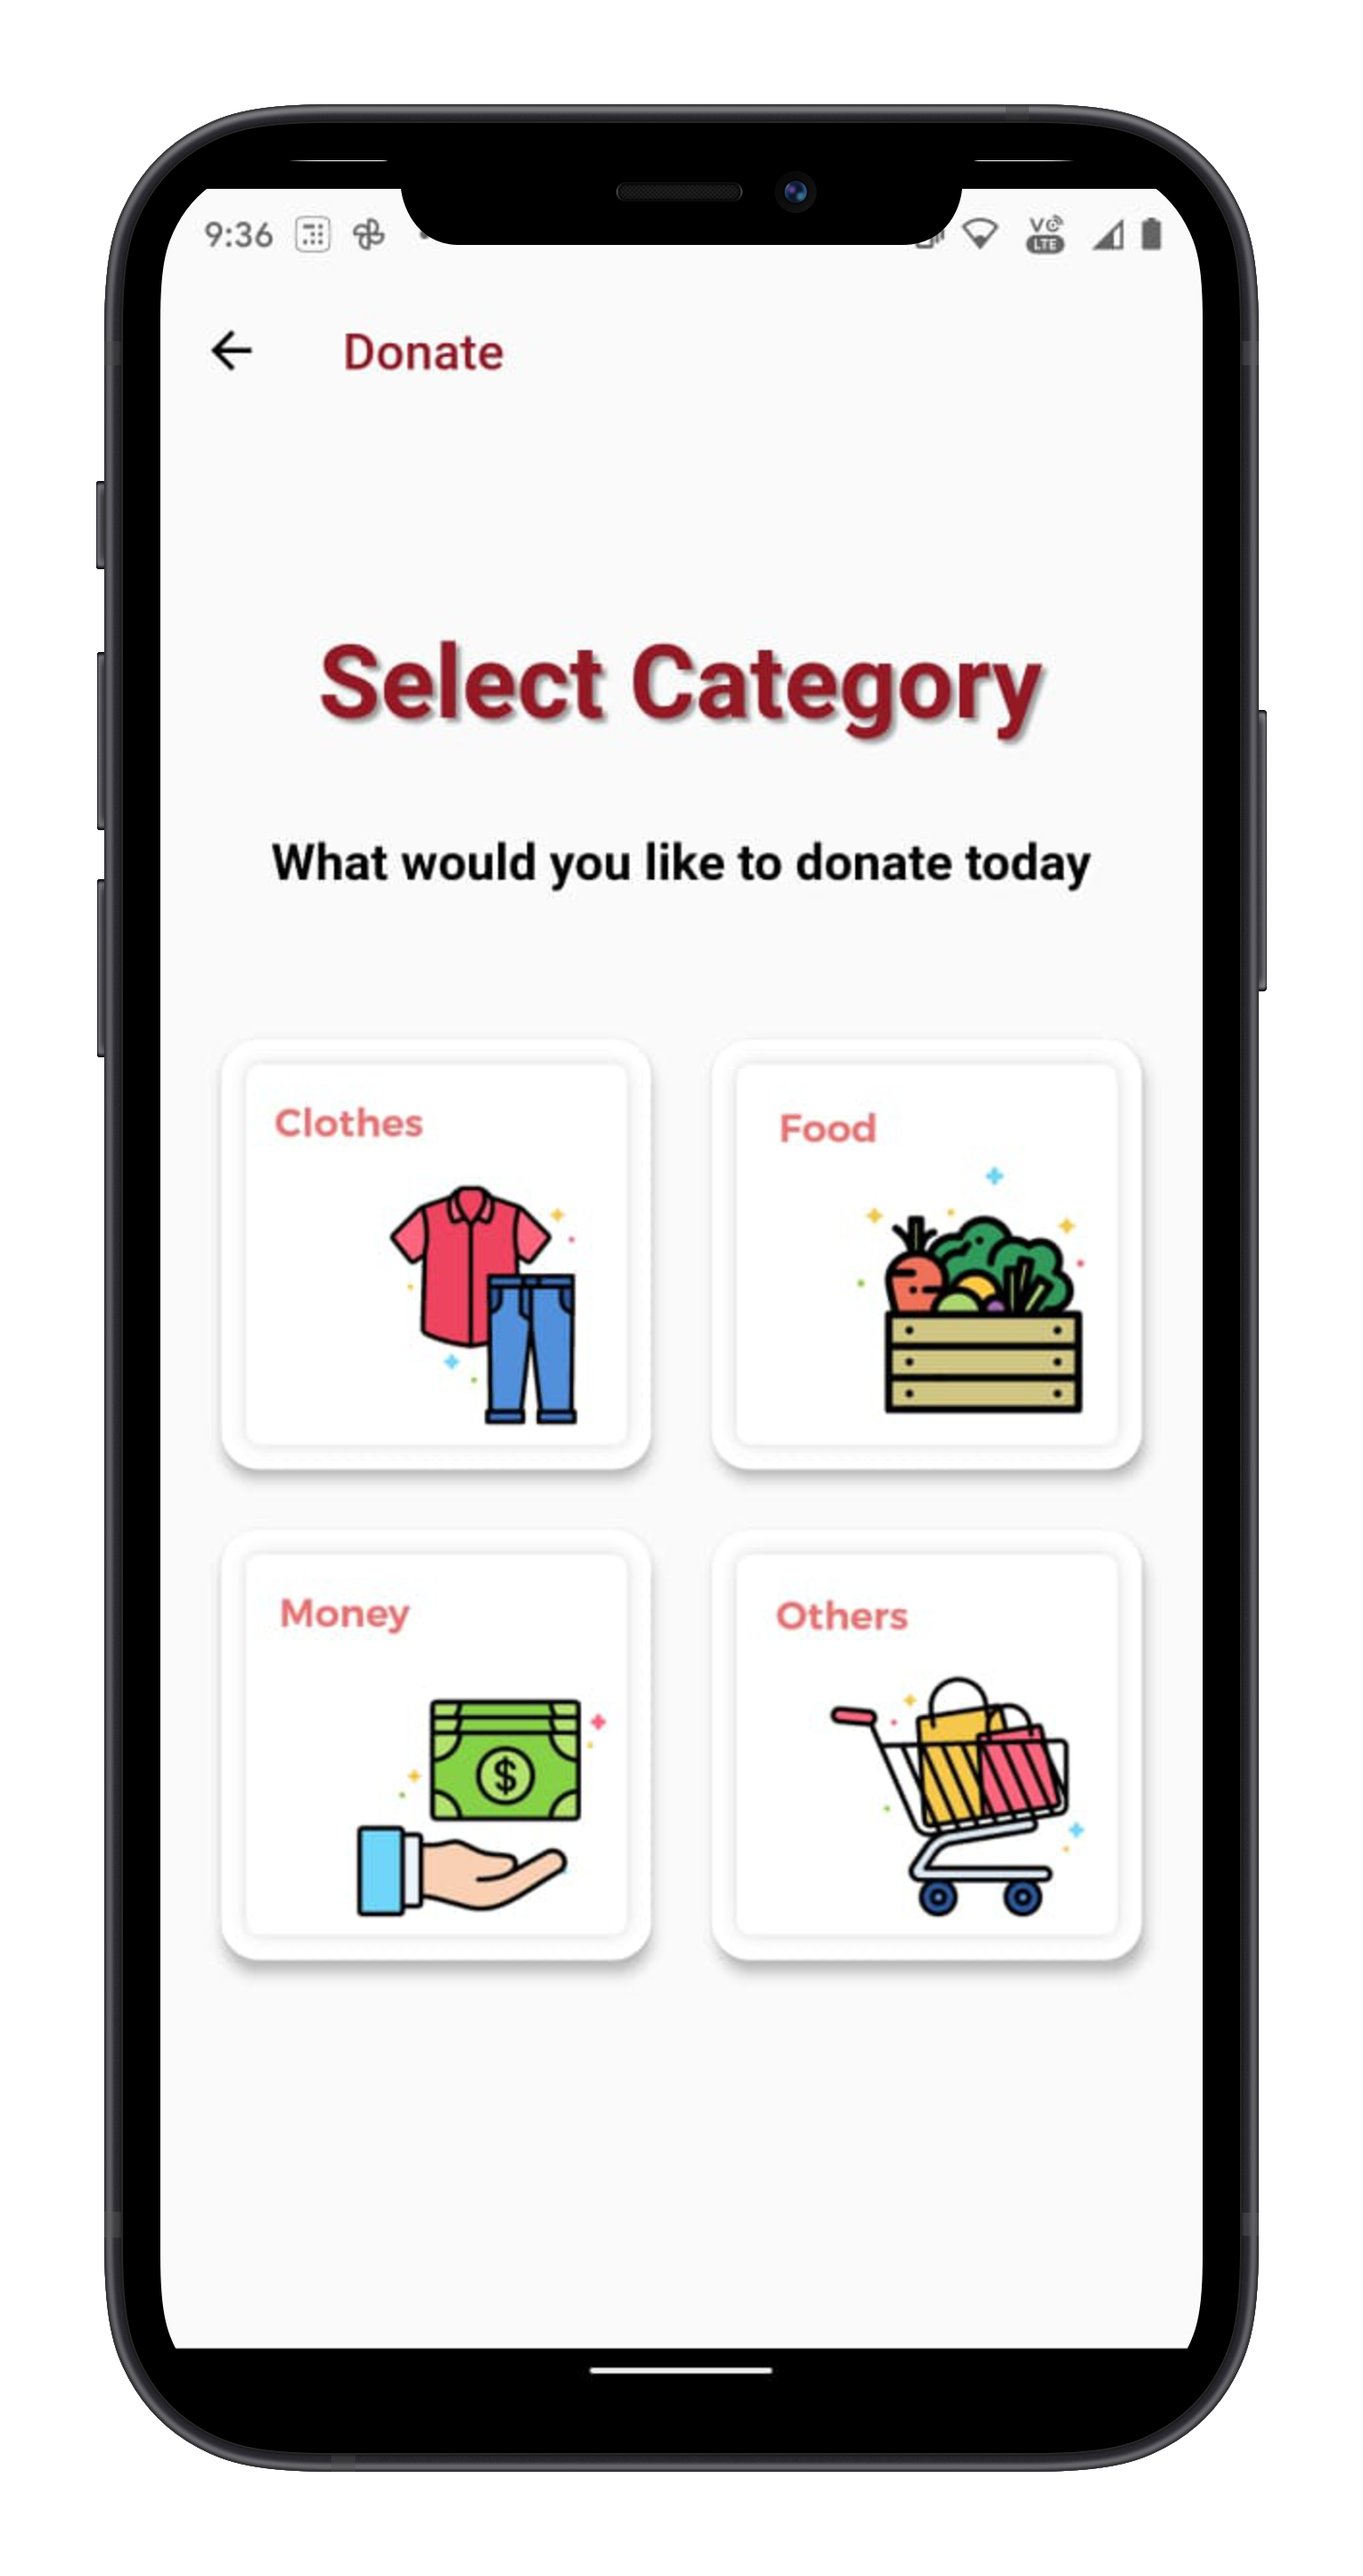 9:36
Vo
LTE
Donate
Select Category
What would you like to donate today
Clothes
Food
Money
$
Others